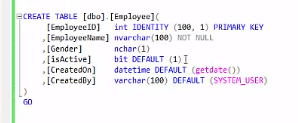 CREATE TABLE [dbo].[Employee](
[EmployeeID] int IDENTITY (100, 1) PRIMARY KEY
,[EmployeeName] nvarchar(100) NOT NULL
,[Gender] nchar(1)
,[isActive] bit DEFAULT (1)
,[CreatedOn] datetime DEFAULT (getdate())
,[CreatedBy] varchar(100) DEFAULT (SYSTEM_USER)
)
GO